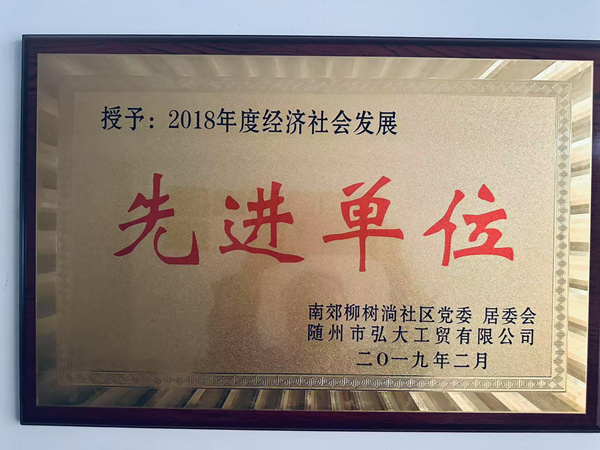 授予：2018年度经济社会发展
先进单位
南郊柳树淌社区党委 居委会
随州市弘大工贸有限公司
二〇一九年二月